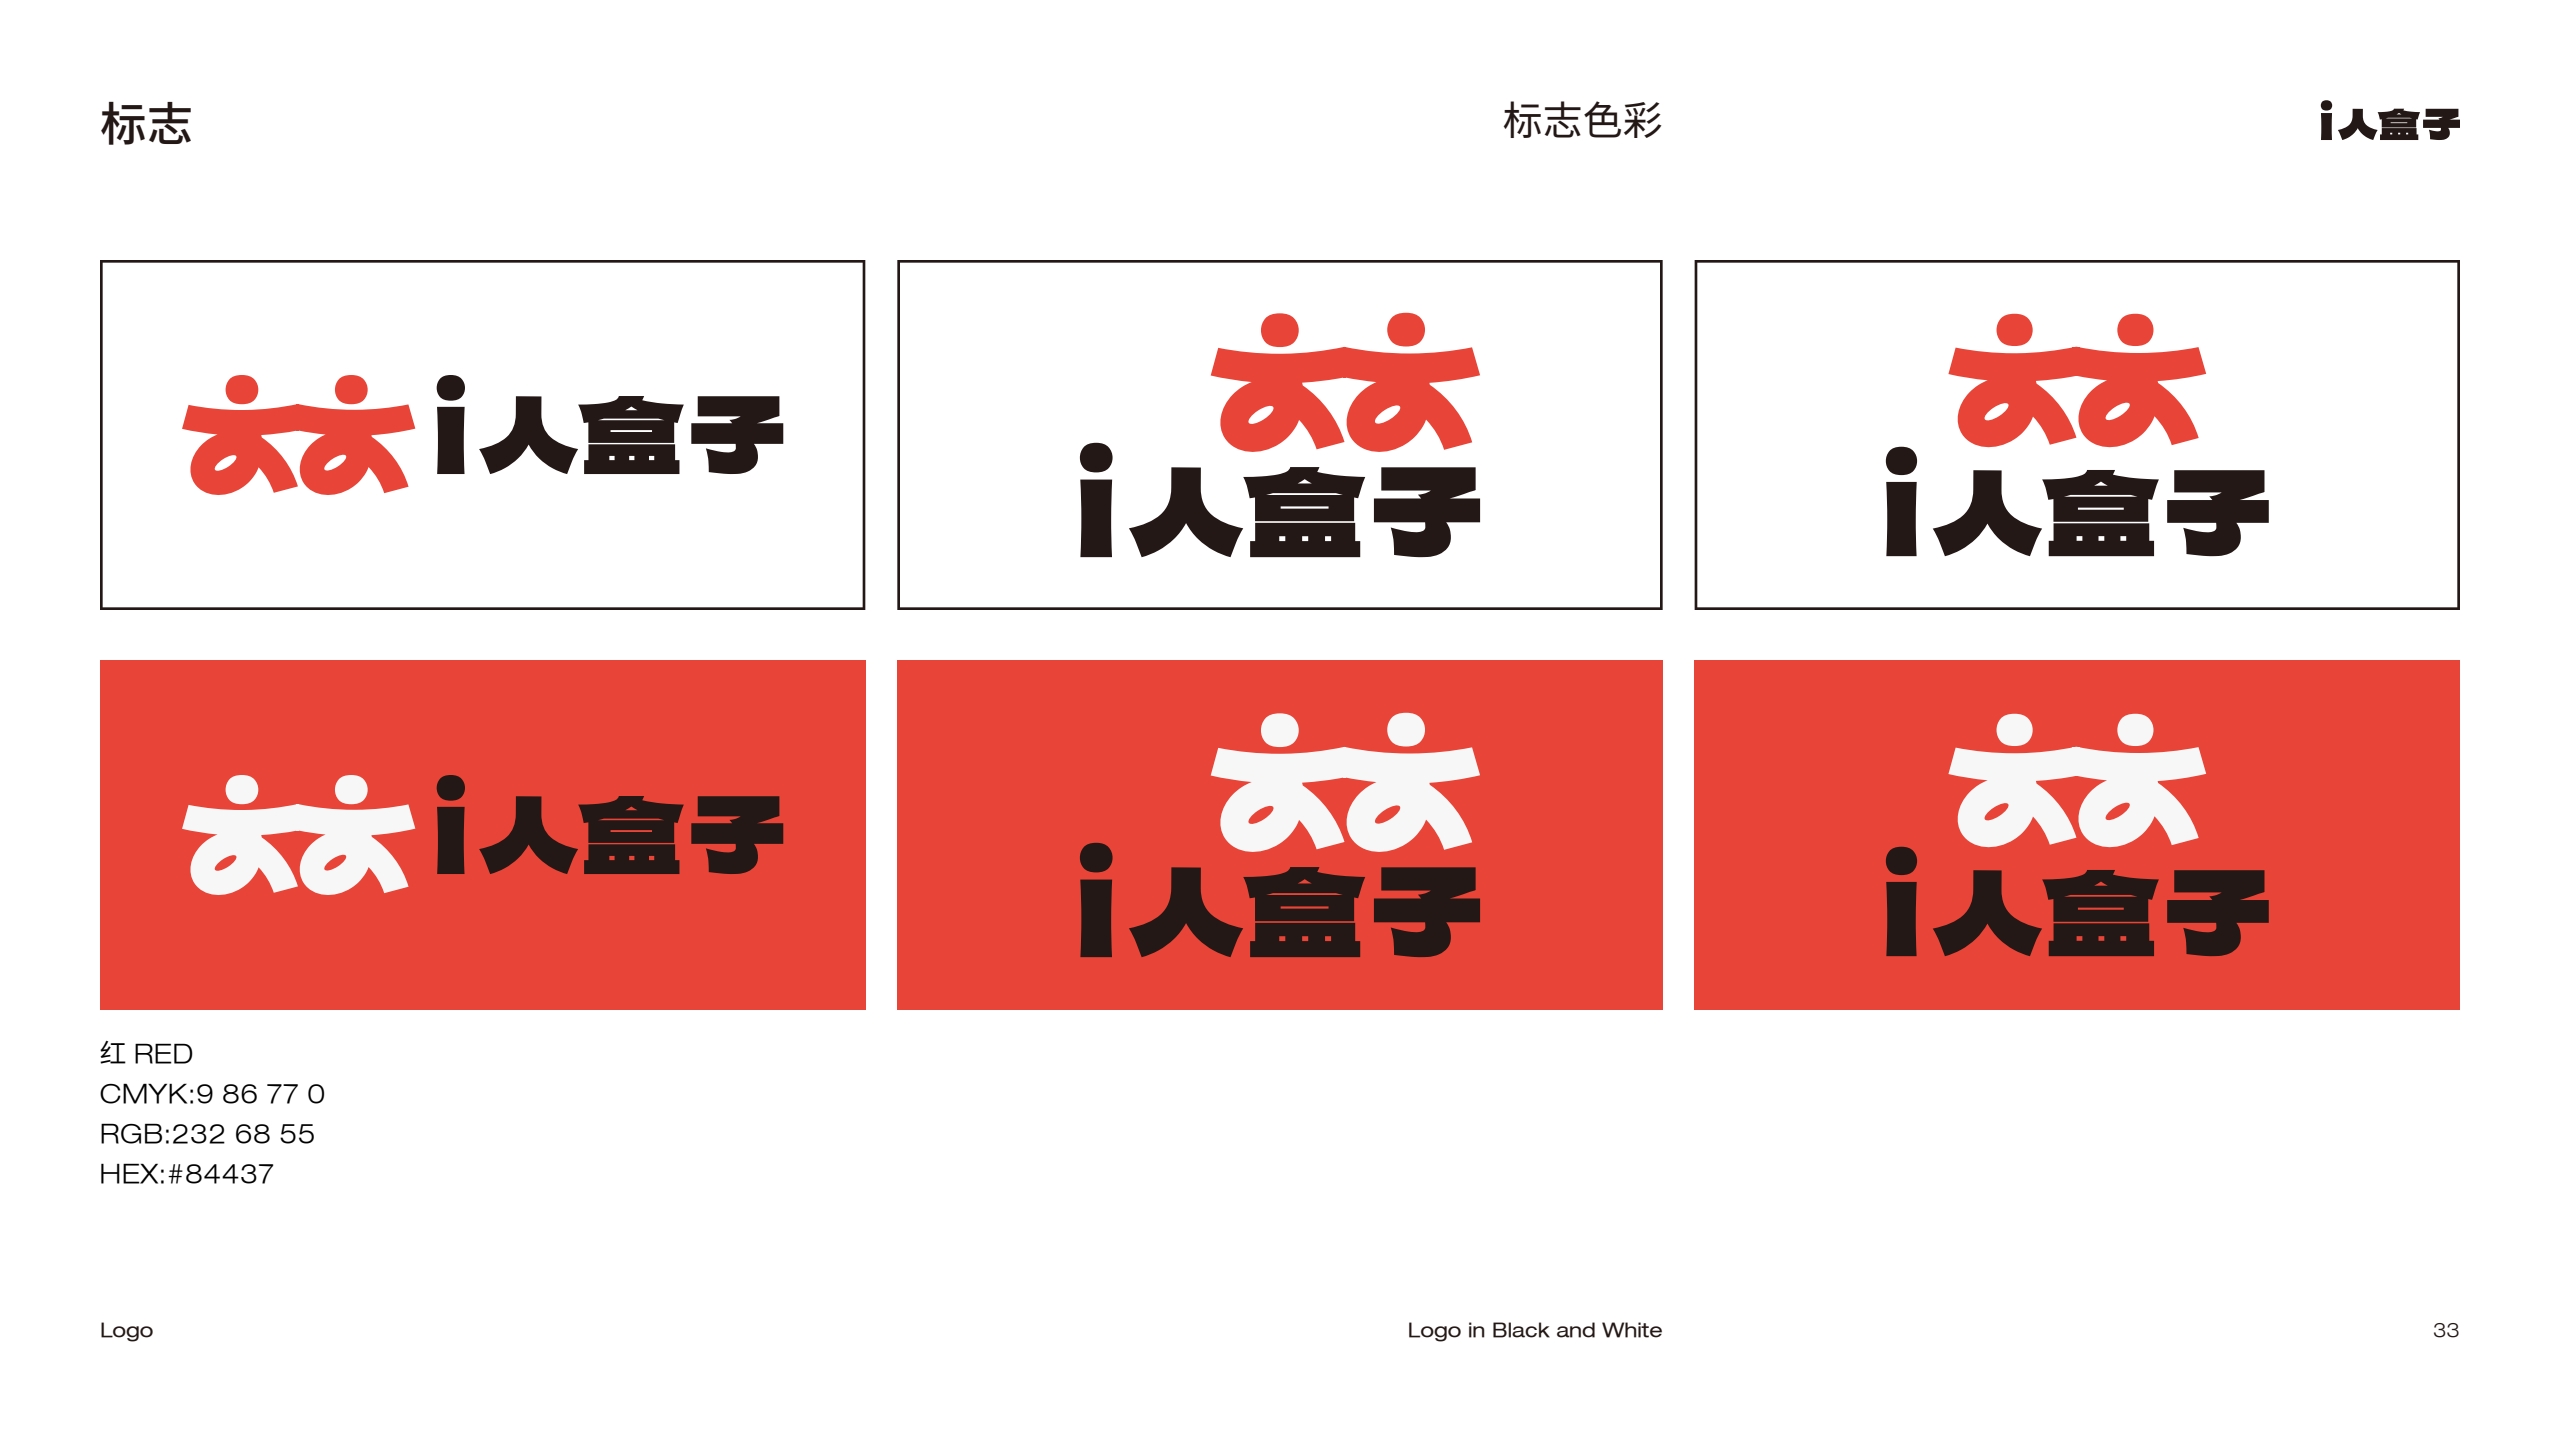 标志
标志色彩
i人盒子
i人盒子
i人盒子
i人盒子
i人盒子
i人盒子
i人盒子
红 RED
CMYK:9 86 77 0
RGB:232 68 55
HEX:#84437
Logo
Logo in Black and White
33